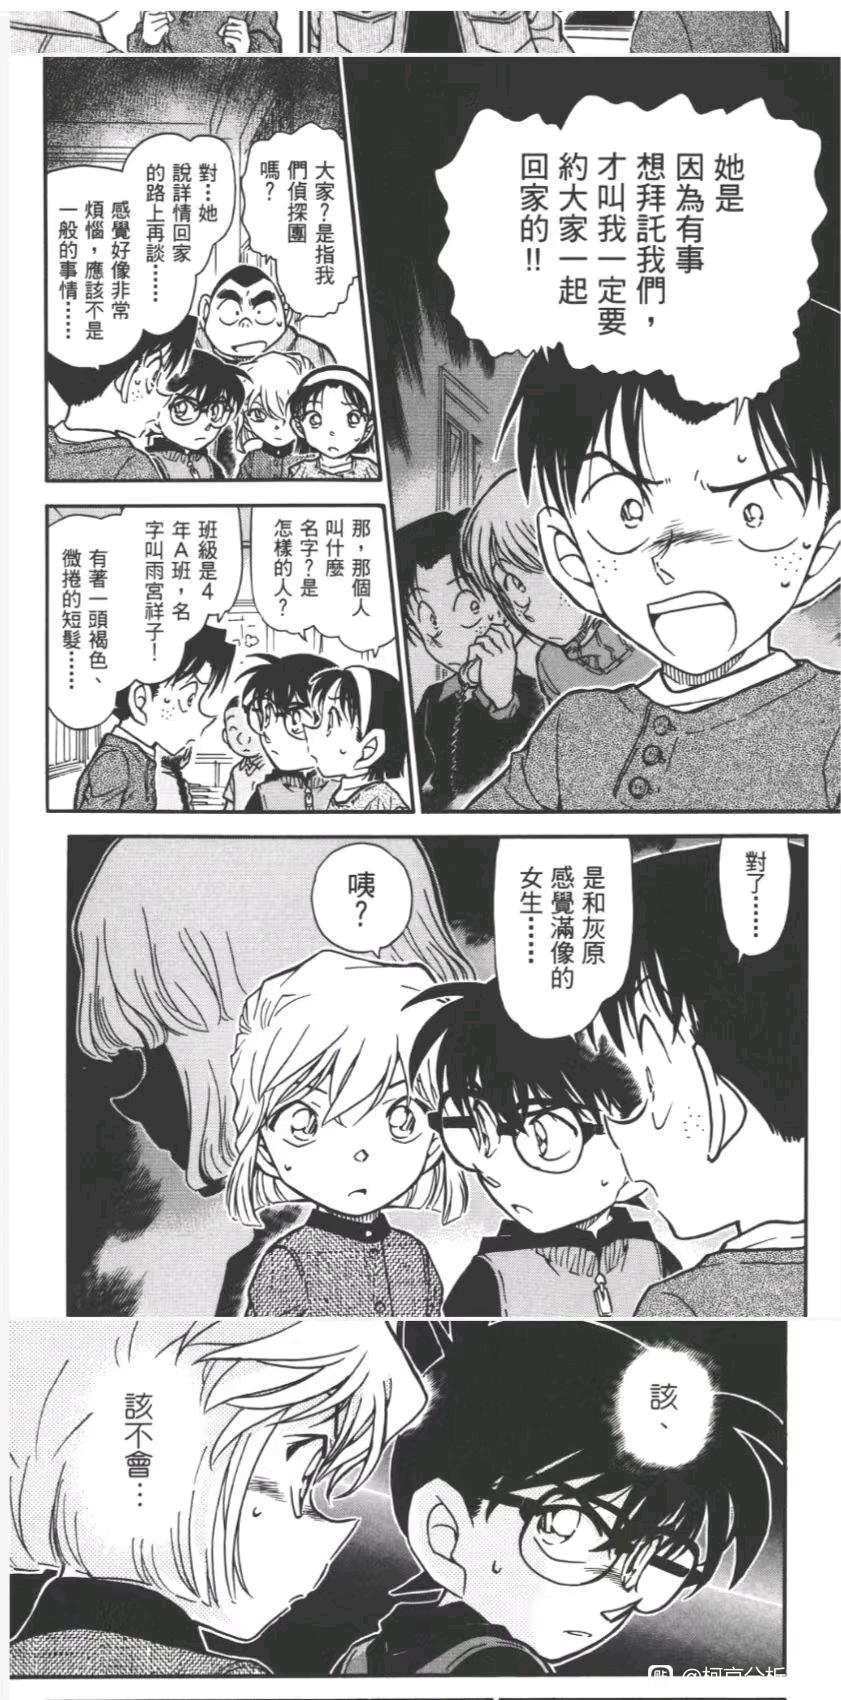 她是
因為有事
想拜託我們，
才叫我一定要
約大家一起
回家的!!
大家?是指我
們偵探團
嗎?
對…她
說詳情回家
的路上再談……
感覺好像非常
煩惱，應該不是
一般的事情……
那，那個人
叫什麼
名字?是
怎樣的人?
班級是4
年A班，名
字叫雨宮祥子!
有著一頭褐色、
微捲的短髮……
對了……
是和灰原
感覺滿像的
女生……
咦?
該、
該不會…
貼 @柯哀分析